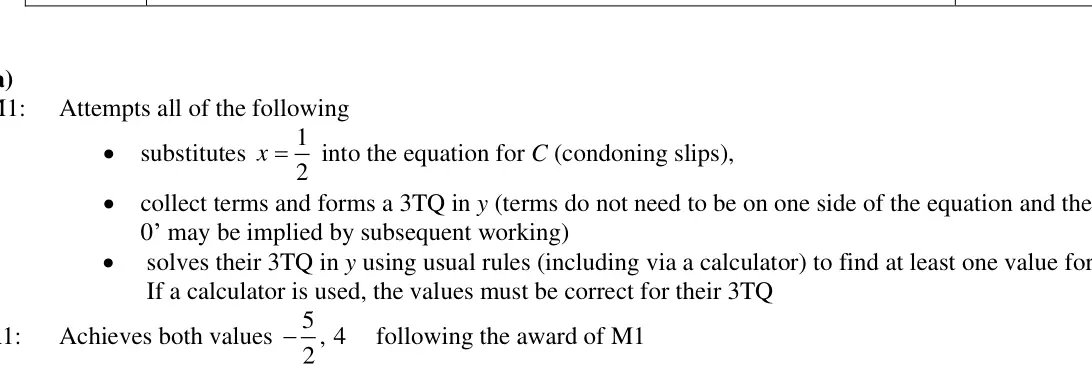 a)
M1: Attempts all of the following
• substitutes x = 1/2 into the equation for C (condoning slips),
• collect terms and forms a 3TQ in y (terms do not need to be on one side of the equation and the
0’ may be implied by subsequent working)
• solves their 3TQ in y using usual rules (including via a calculator) to find at least one value for
If a calculator is used, the values must be correct for their 3TQ
A1: Achieves both values −5/2, 4 following the award of M1